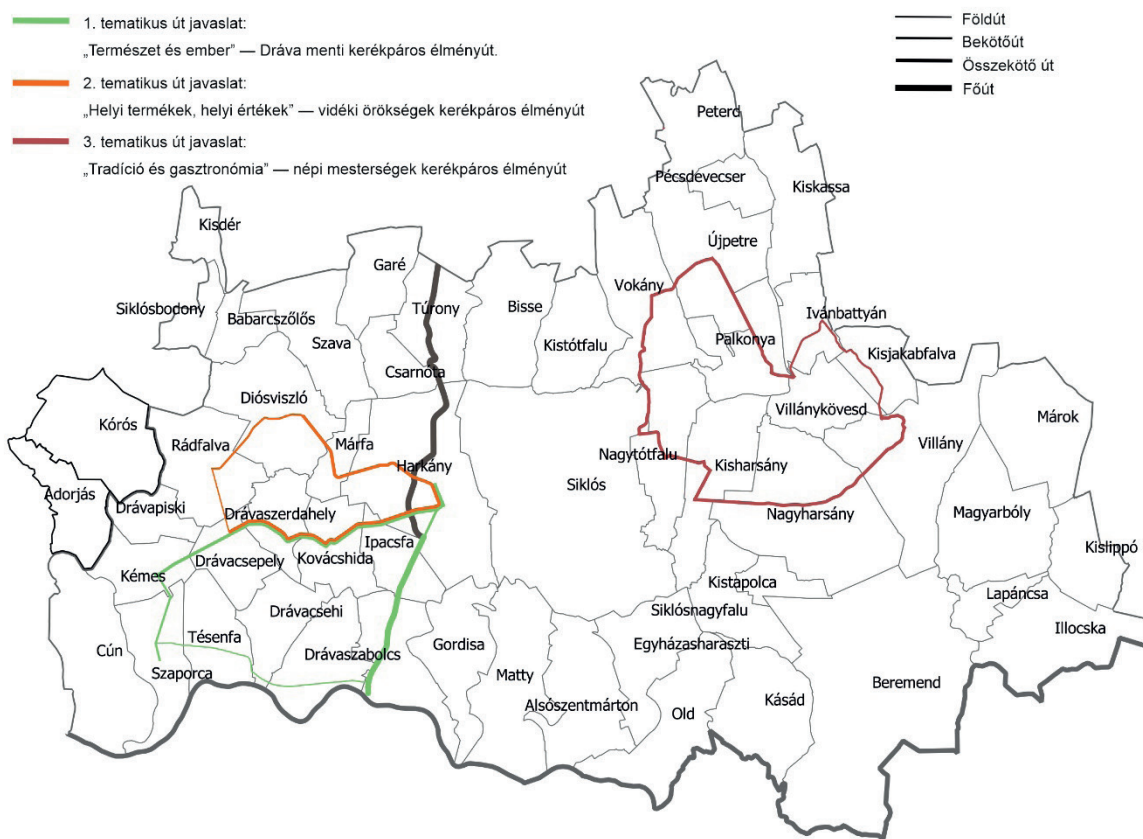 1. tematikus út javaslat:
„Természet és ember" — Dráva menti kerékpáros élményút.
2. tematikus út javaslat:
„Helyi termékek, helyi értékek" — vidéki örökségek kerékpáros élményút
3. tematikus út javaslat:
„Tradíció és gasztronómia" — népi mesterségek kerékpáros élményút
Földút
Bekötőút
Összekötő út
Főút
Peterd
Pécsdevecser
Kiskassa
Kisdér
Újpetre
Garé
Vokány
Siklósbodony
Túrony
Bisse
Ivánbattyán
Babarcszőlős
Szava
Kistótfalu
Palkonya
Kisjakabfalva
Csarnóta
Diósviszló
Villánykövesd
Márok
Kórós
Rádfalva
Márfa
Villány
Nagytótfalu
Kisharsány
Harkány
Siklós
Adorjás
Drávapiski
Drávaszerdahely
Nagyharsány
Magyarbóly
Ipacsfa
Kislippó
Drávacsepely
Kovácshida
Kémes
Kistapolca
Lapáncsa
Drávacsehi
Siklósnagyfalu
Illocska
Tésenfa
Gordisa
Egyházasharaszti
Cún
Drávaszabolcs
Szaporca
Matty
Beremend
Kásád
Alsószentmárton
Old